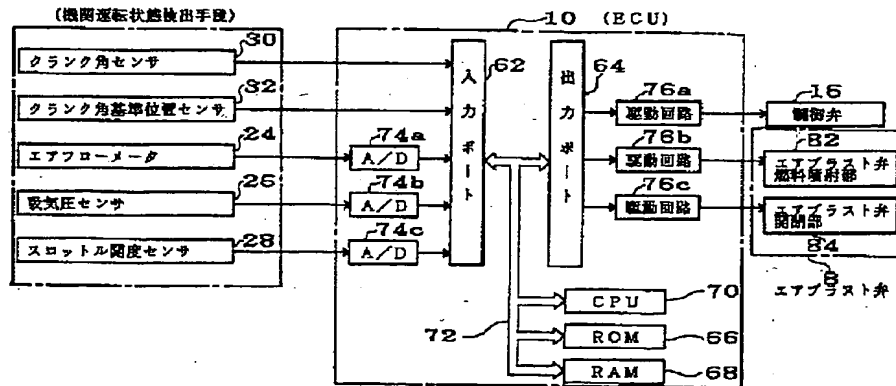 (機関運転状態検出手段)
10 (ECU)
30
クランク角センサ
32
クランク角基準位置センサ
24
エアフローメータ
26
吸気圧センサ
28
スロットル開度センサ
74a
A/D
74b
A/D
74c
A/D
62
入力ポート
64
出力ポート
76a
駆動回路
76b
駆動回路
76c
駆動回路
16
制御弁
82
エアブラスト弁
燃料噴射部
エアブラスト弁
開閉部
84
8
エアブラスト弁
72
CPU
70
ROM
66
RAM
68